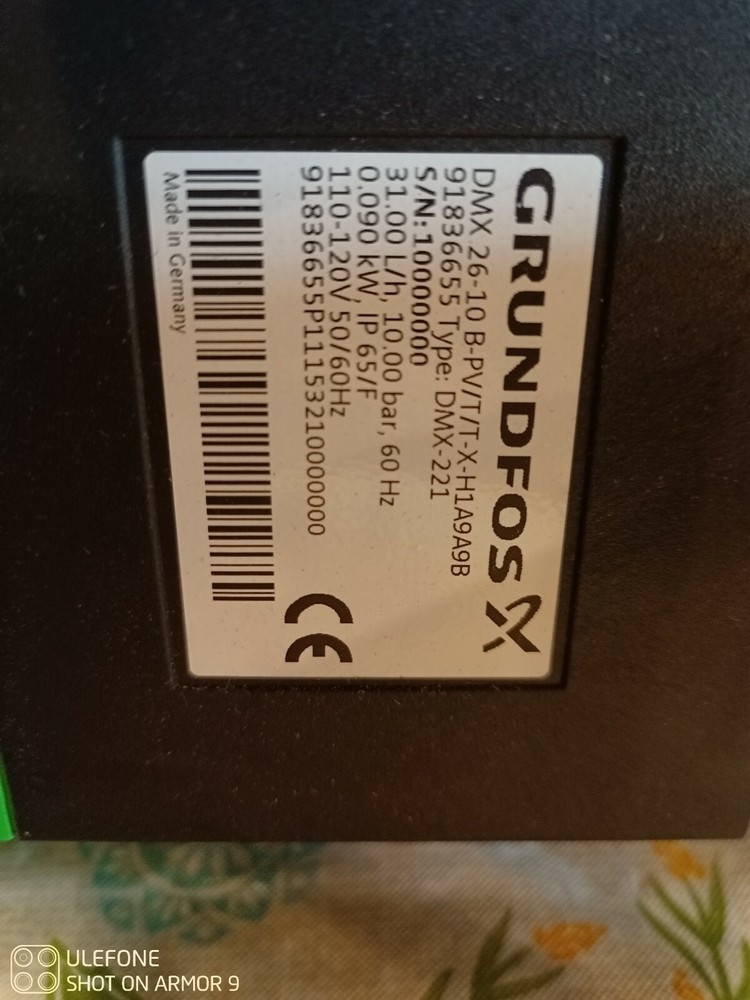 GRUNDFOS
DMX 26-10 B-PV/T/T-X-H1A9A9B
91836655 Type: DMX-221
S/N:10000000
31.00 L/h, 10.00 bar, 60 Hz
0.090 kW, IP 65/F
110-120V 50/60Hz
91836655P11153210000000
CE
Made in Germany
ULEFONE
SHOT ON ARMOR 9